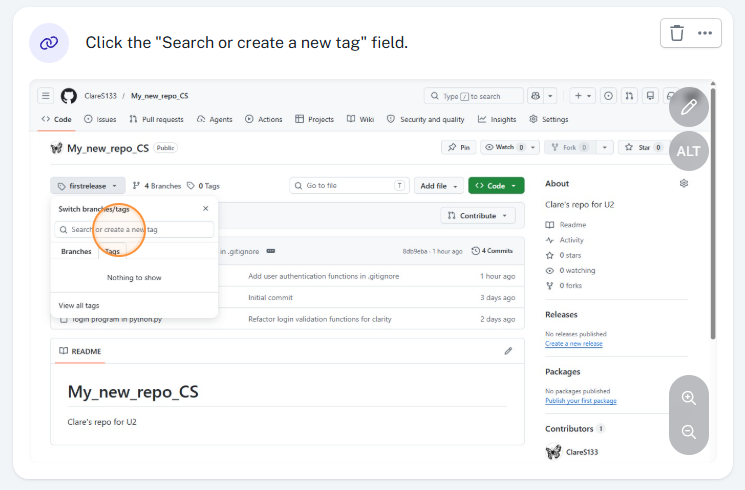 Click the "Search or create a new tag" field.
ClareS133 / My_new_repo_CS
Type / to search
Code Issues Pull requests Agents Actions Projects Wiki Security and quality Insights Settings
ALT
My_new_repo_CS Public
Pin Watch 0 Fork 0 Star 0
firstrelease 4 Branches 0 Tags Go to file T Add file Code
Switch branches/tags
Search or create a new tag
Branches Tags
Nothing to show
View all tags
Contribute
in .gitignore 8db9eba · 1 hour ago 4 Commits
Add user authentication functions in .gitignore 1 hour ago
Initial commit 3 days ago
login program in python.py Refactor login validation functions for clarity 2 days ago
README
My_new_repo_CS
Clare's repo for U2
About
Clare's repo for U2
Readme
Activity
0 stars
0 watching
0 forks
Releases
No releases published
Create a new release
Packages
No packages published
Publish your first package
Contributors 1
ClareS133